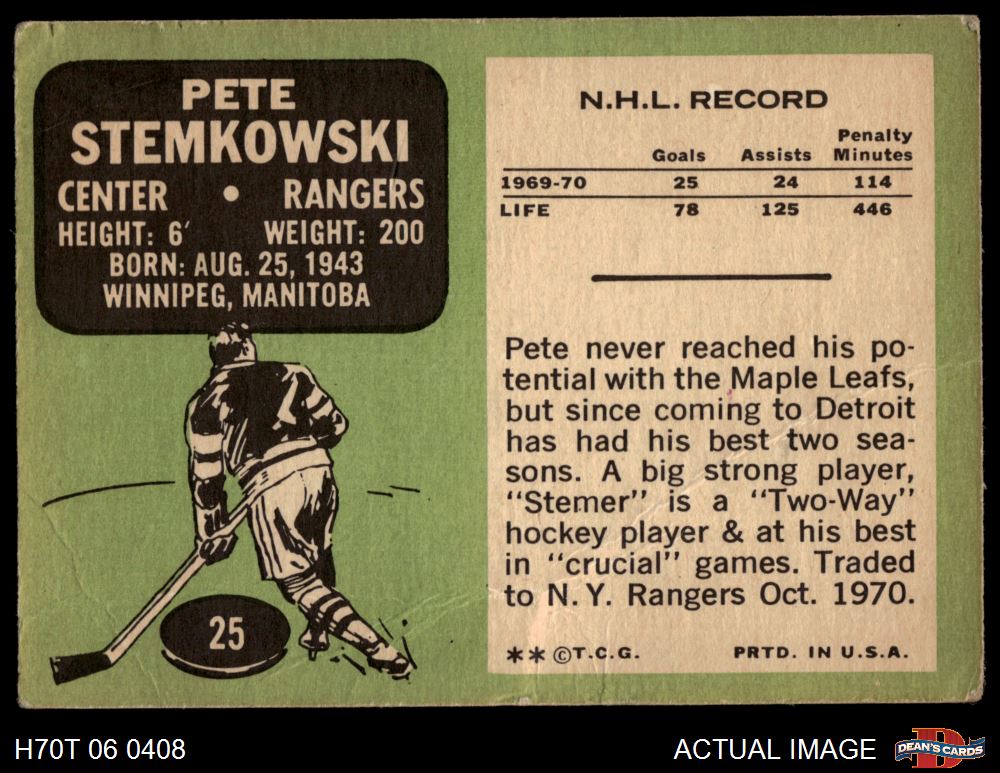 PETE
STEMKOWSKI
CENTER • RANGERS
HEIGHT: 6' WEIGHT: 200
BORN: AUG. 25, 1943
WINNIPEG, MANITOBA
25
N.H.L. RECORD
Goals Assists Penalty Minutes
1969-70 25 24 114
LIFE 78 125 446
Pete never reached his po-
tential with the Maple Leafs,
but since coming to Detroit
has had his best two sea-
sons. A big strong player,
"Stemer" is a "Two-Way"
hockey player & at his best
in "crucial" games. Traded
to N.Y. Rangers Oct. 1970.
** ©T.C.G. PRTD. IN U.S.A.
H70T 06 0408
ACTUAL IMAGE
D
DEAN'S CARDS